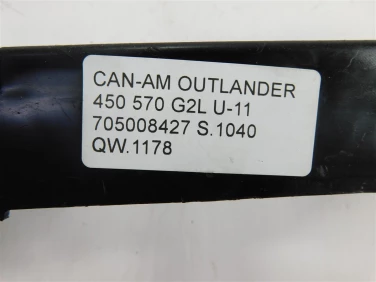 CAN-AM OUTLANDER
450 570 G2L U-11
705008427 S.1040
QW.1178